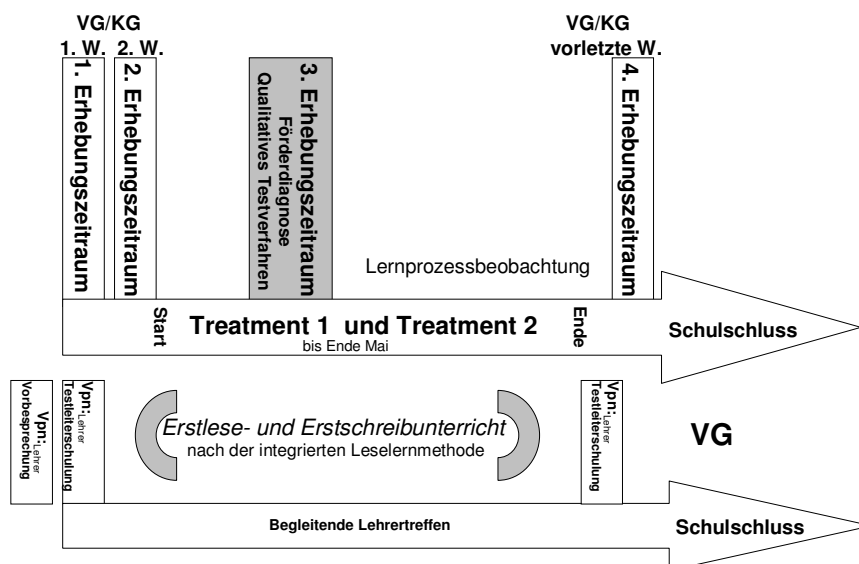 VG/KG
1. W. 2. W.
VG/KG
vorletzte W.
1. Erhebungszeitraum
2. Erhebungszeitraum
3. Erhebungszeitraum
Förderdiagnose
Qualitatives Testverfahren
4. Erhebungszeitraum
Lernprozessbeobachtung
Start
Treatment 1 und Treatment 2
bis Ende Mai
Ende
Schulschluss
Vpn:Lehrer
Vorbesprechung
Vpn:Lehrer
Testleiterschulung
Erstlese- und Erstschreibunterricht
nach der integrierten Leselernmethode
Vpn:Lehrer
Testleiterschulung
VG
Begleitende Lehrertreffen
Schulschluss